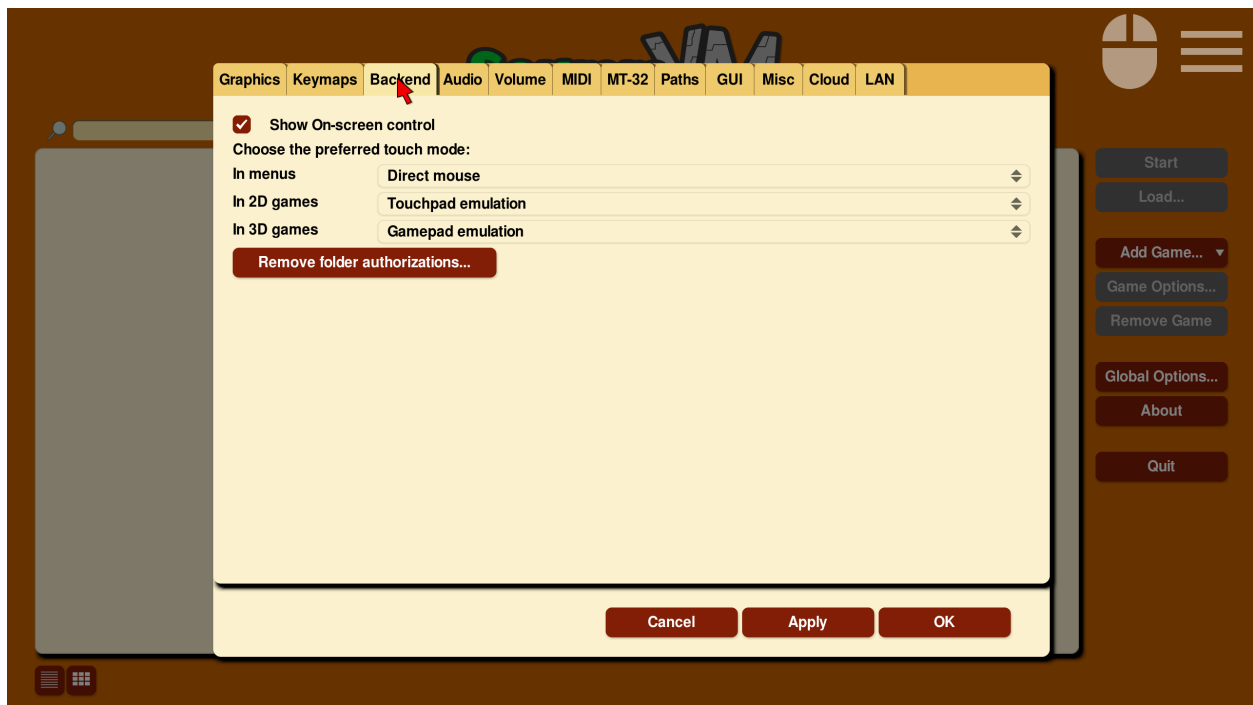 Graphics Keymaps Backend Audio Volume MIDI MT-32 Paths GUI Misc Cloud LAN
Show On-screen control
Choose the preferred touch mode:
In menus Direct mouse
In 2D games Touchpad emulation
In 3D games Gamepad emulation
Remove folder authorizations...
Cancel Apply OK
Start
Load...
Add Game...
Game Options...
Remove Game
Global Options...
About
Quit